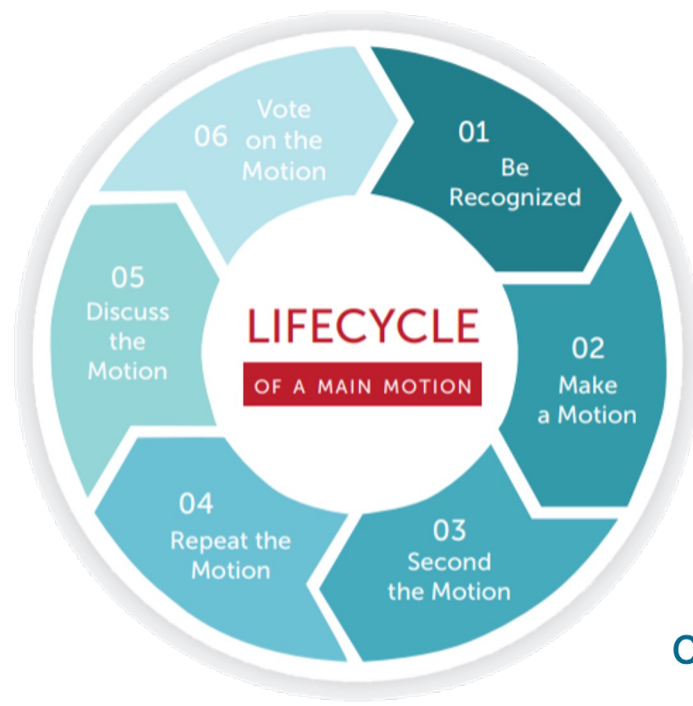 LIFECYCLE
OF A MAIN MOTION
01
Be
Recognized
02
Make
a Motion
03
Second
the Motion
04
Repeat the
Motion
05
Discuss
the
Motion
06
Vote
on the
Motion